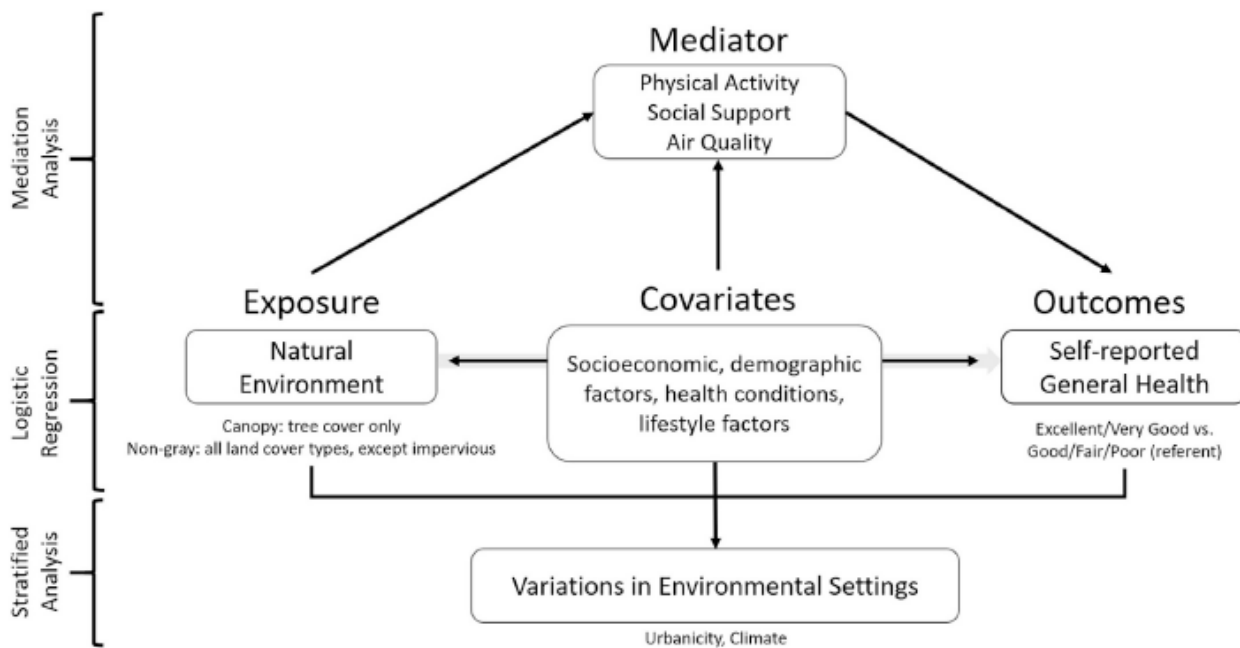 Mediator
Physical Activity
Social Support
Air Quality
Mediation
Analysis
Exposure
Covariates
Outcomes
Natural
Environment
Socioeconomic, demographic
factors, health conditions,
lifestyle factors
Self-reported
General Health
Logistic
Regression
Canopy: tree cover only
Non-gray: all land cover types, except impervious
Excellent/Very Good vs.
Good/Fair/Poor (referent)
Stratified
Analysis
Variations in Environmental Settings
Urbanicity, Climate